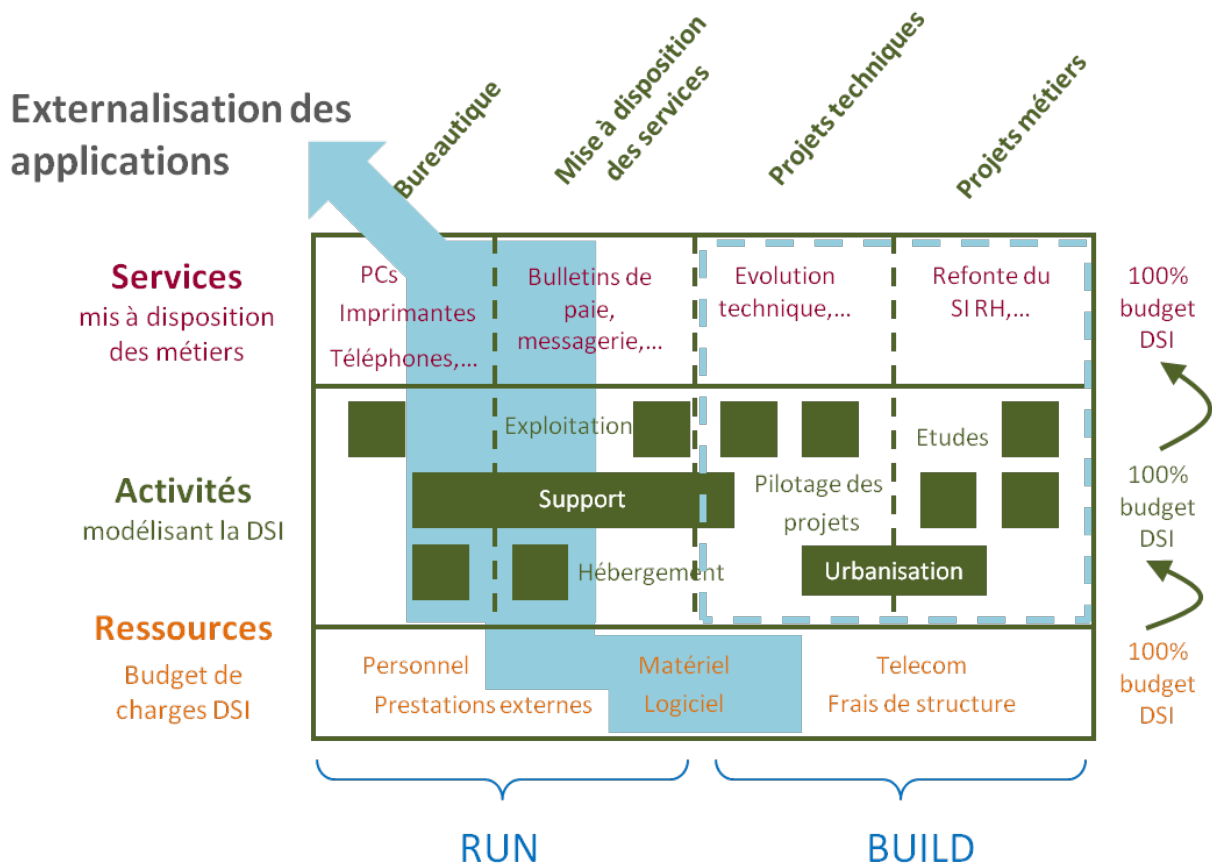 Externalisation des
applications
Bureautique
Mise à disposition
des services
Projets techniques
Projets métiers
Services
mis à disposition
des métiers
PCs
Imprimantes
Téléphones,...
Bulletins de
paie,
messagerie,...
Evolution
technique,...
Refonte du
SI RH,...
100%
budget
DSI
Activités
modélisant la DSI
Exploitation
Etudes
Support
Pilotage des
projets
Hébergement
Urbanisation
100%
budget
DSI
Ressources
Budget de
charges DSI
Personnel
Matériel
Telecom
Prestations externes
Logiciel
Frais de structure
100%
budget
DSI
RUN
BUILD